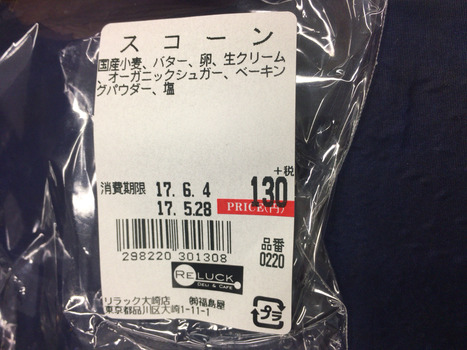 スコーン
国産小麦、バター、卵、生クリーム
、オーガニックシュガー、ベーキン
グパウダー、塩
消費期限 17.6.4
17.5.28
+税
130
PRICE(円)
298220 301308
品番
0220
RELUCK
DELI & CAFE
リラック大崎店 ㈲福島屋
東京都品川区大崎1-11-1
プラ